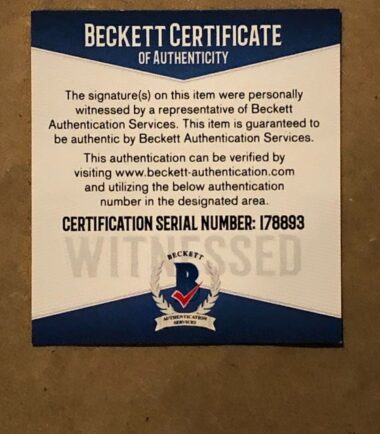 BECKETT CERTIFICATE
OF AUTHENTICITY
The signature(s) on this item were personally
witnessed by a representative of Beckett
Authentication Services. This item is guaranteed to
be authentic by Beckett Authentication Services.
This authentication can be verified by
visiting www.beckett-authentication.com
and utilizing the below authentication
number in the designated area.
CERTIFICATION SERIAL NUMBER: I78893
WITNESSED
BECKETT
B
AUTHENTICATION
SERVICES